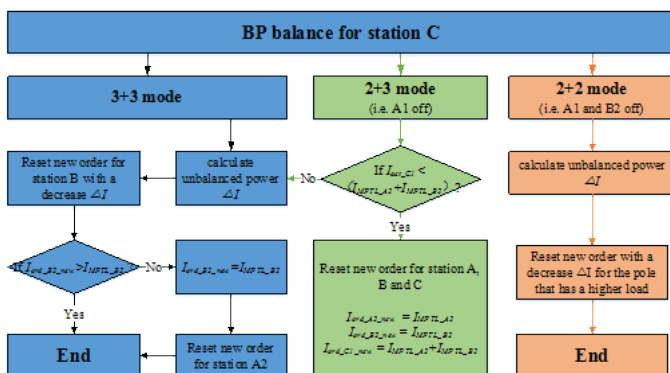 BP balance for station C
3+3 mode
2+3 mode
(i.e. A1 off)
2+2 mode
(i.e. A1 and B2 off)
Reset new order for
station B with a
decrease ΔI
calculate
unbalanced power
ΔI
No
If I_ord_C1 <
(I_MPTL_A2+I_MPTL_B2) ?
calculate unbalanced power
ΔI
Yes
If I_ord_B2_new>I_MPTL_B2
No
I_ord_B2_new=I_MPTL_B2
Yes
Reset new order for station A,
B and C
I_ord_A2_new = I_MPTL_A2
I_ord_B2_new = I_MPTL_B2
I_ord_C1_new = I_MPTL_A2+I_MPTL_B2
Reset new order with a
decrease ΔI for the pole
that has a higher load
End
Reset new order
for station A2
End